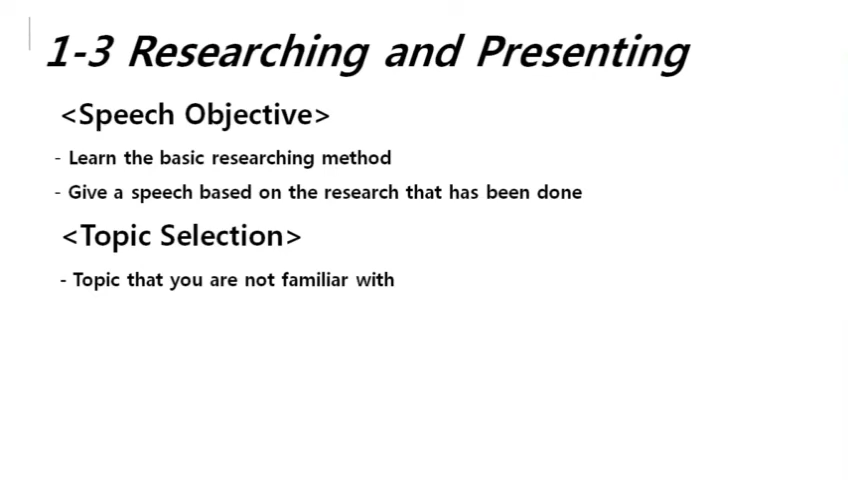 1-3 Researching and Presenting
<Speech Objective>
- Learn the basic researching method
- Give a speech based on the research that has been done
<Topic Selection>
- Topic that you are not familiar with